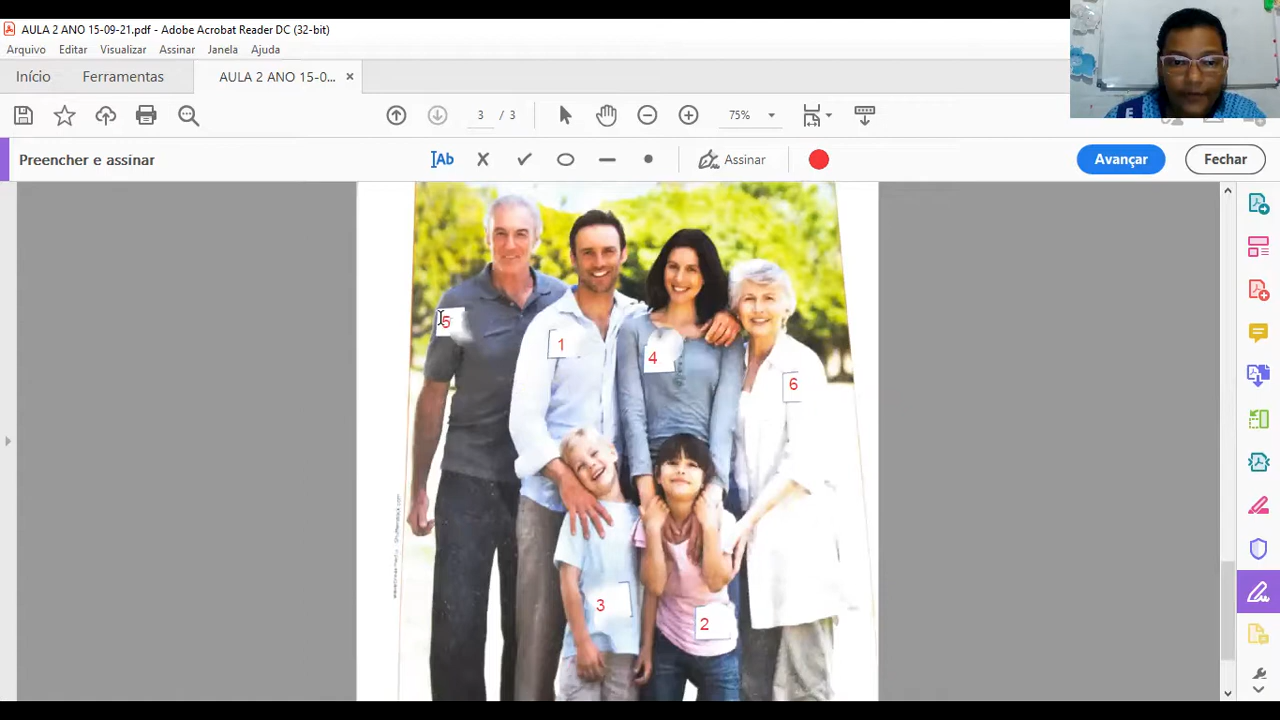 AULA 2 ANO 15-09-21.pdf - Adobe Acrobat Reader DC (32-bit)
Arquivo Editar Visualizar Assinar Janela Ajuda
Início Ferramentas AULA 2 ANO 15-0... ×
3 / 3 75%
Preencher e assinar Ab Assinar Avançar Fechar
E
5
1
4
6
3
2